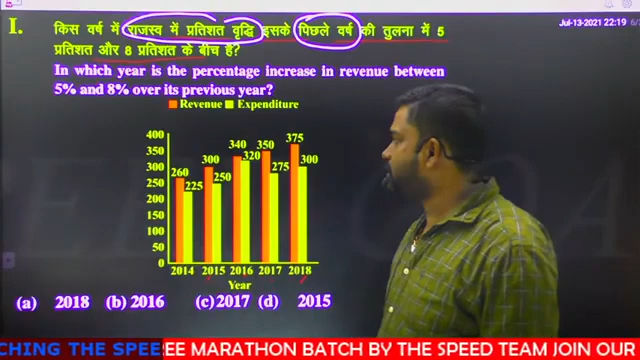 Jul-13-2021 22:19
I. किस वर्ष में राजस्व में प्रतिशत वृद्धि इसके पिछले वर्ष की तुलना में 5
प्रतिशत और 8 प्रतिशत के बीच है?
In which year is the percentage increase in revenue between
5% and 8% over its previous year?
Revenue Expenditure
400
350
300
250
200
150
100
50
0
260 225 300 250 340 320 350 275 375 300
2014 2015 2016 2017 2018
Year
(a) 2018 (b) 2016 (c) 2017 (d) 2015
CHING THE SPEE EE MARATHON BATCH BY THE SPEED TEAM JOIN OUR